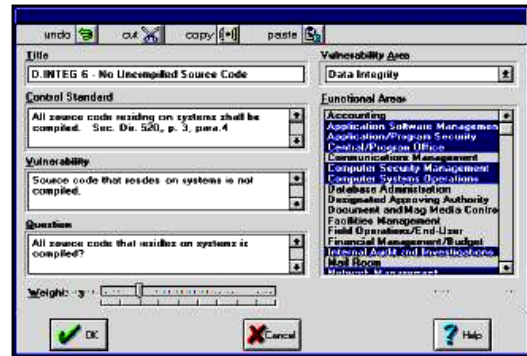 undo cut copy paste
Title
D.INTEG 6 - No Uncompiled Source Code
Control Standard
All source code residing on systems shall be
compiled. Sec. Dir. 520, p. 3, para.4
Vulnerability
Source code that resides on systems is not
compiled.
Question
All source code that resides on systems is
compiled?
Weight:
Vulnerability Area
Data Integrity
Functional Areas
Accounting
Application Software Managemen
Application/Program Security
Central/Program Office
Communications Management
Computer Security Management
Computer Systems Operations
Database Administration
Designated Approving Authority
Document and Mag Media Contro
Facilities Management
Field Operations/End-User
Financial Management/Budget
Internal Audit and Investigations
Mail Room
Network Management
OK
Cancel
Help